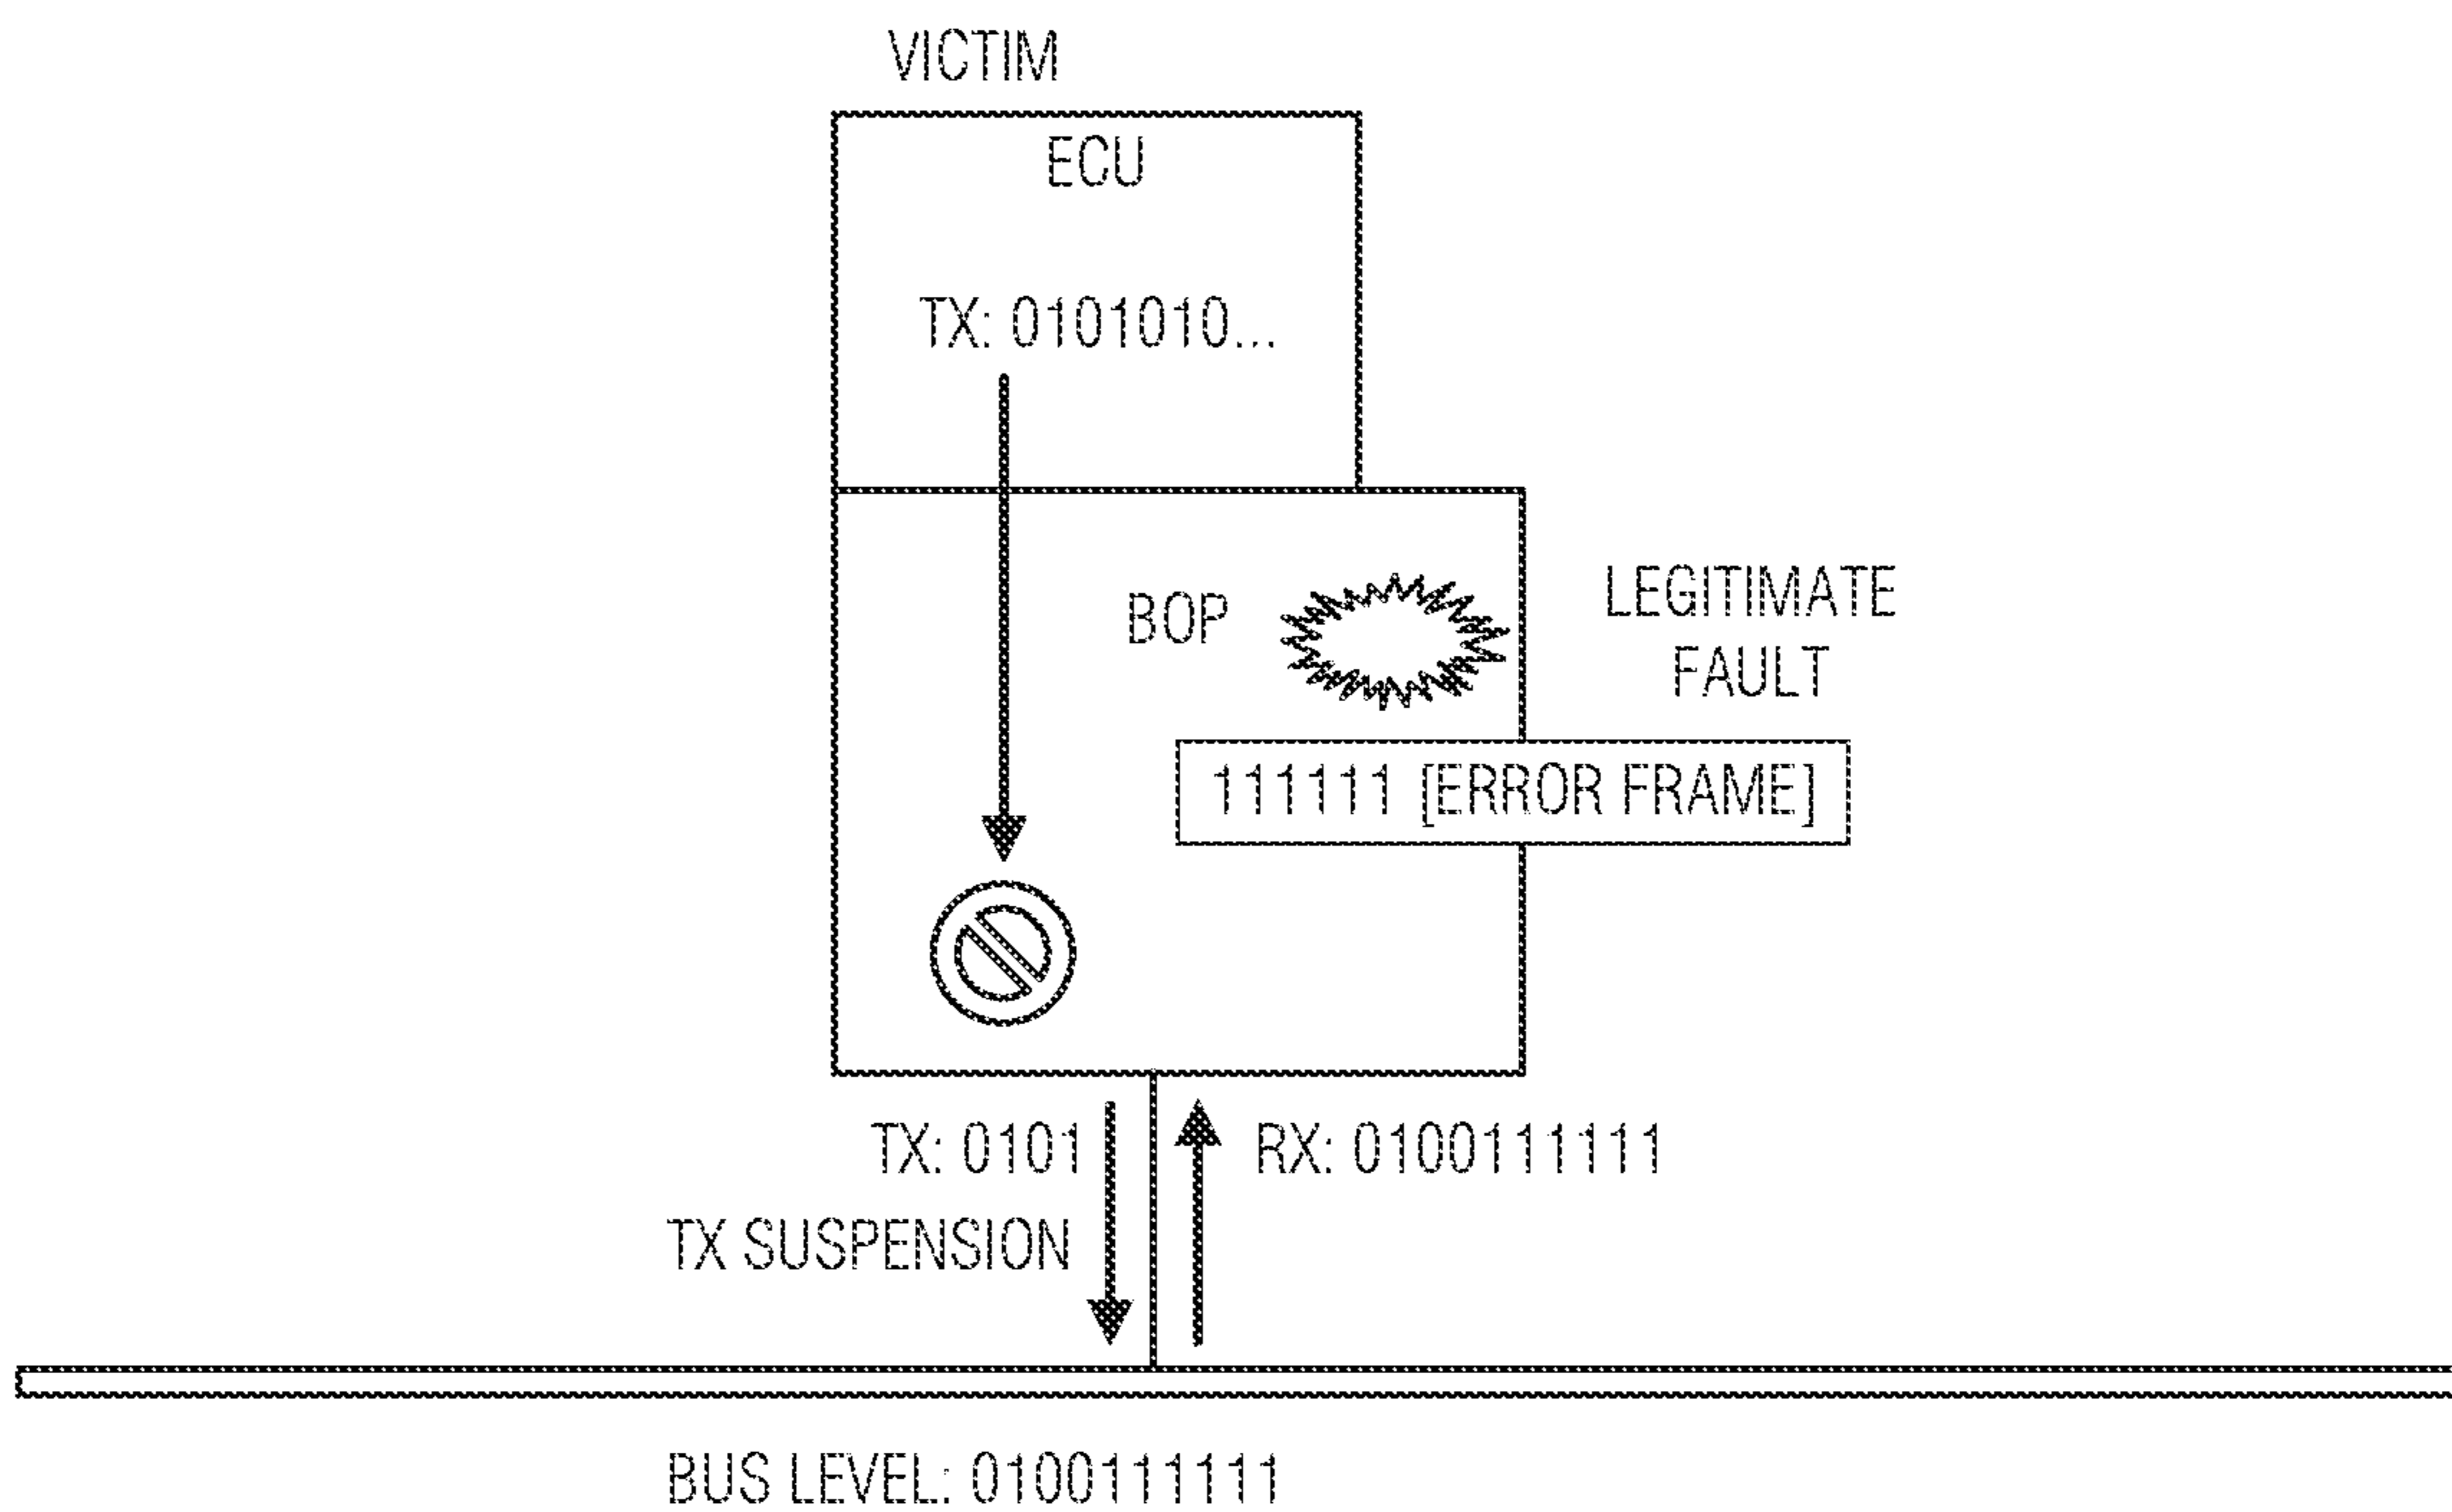 VICTIM
ECU
TX: 0101010...
BOP
LEGITIMATE
FAULT
111111 [ERROR FRAME]
TX: 0101
RX: 0100111111
TX SUSPENSION
BUS LEVEL: 0100111111